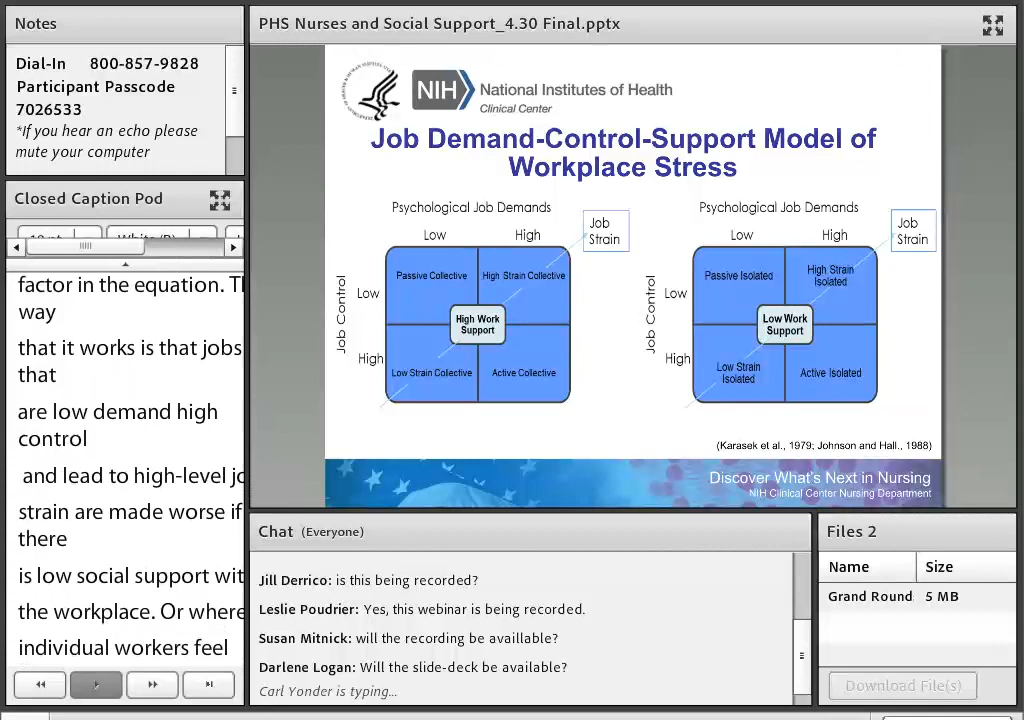 Notes
Dial-In 800-857-9828
Participant Passcode
7026533
*If you hear an echo please
mute your computer
Closed Caption Pod
factor in the equation.
way
that it works is that jobs
that
are low demand high
control
and lead to high-level
strain are made worse if
there
is low social support
the workplace. Or where
individual workers feel
PHS Nurses and Social Support_4.30 Final.pptx
NIH National Institutes of Health
Clinical Center
Job Demand-Control-Support Model of
Workplace Stress
Psychological Job Demands
Low High
Job
Strain
Job Control
Low
High
Passive Collective
High Strain Collective
High Work
Support
Low Strain Collective
Active Collective
Psychological Job Demands
Low High
Job
Strain
Job Control
Low
High
Passive Isolated
High Strain
Isolated
Low Work
Support
Low Strain
Isolated
Active Isolated
(Karasek et al., 1979; Johnson and Hall., 1988)
Discover What's Next in Nursing
NIH Clinical Center Nursing Department
Chat (Everyone)
Jill Derrico: is this being recorded?
Leslie Poudrier: Yes, this webinar is being recorded.
Susan Mitnick: will the recording be availlable?
Darlene Logan: Will the slide-deck be available?
Carl Yonder is typing...
Files 2
Name Size
Grand Round 5 MB
Download File(s)